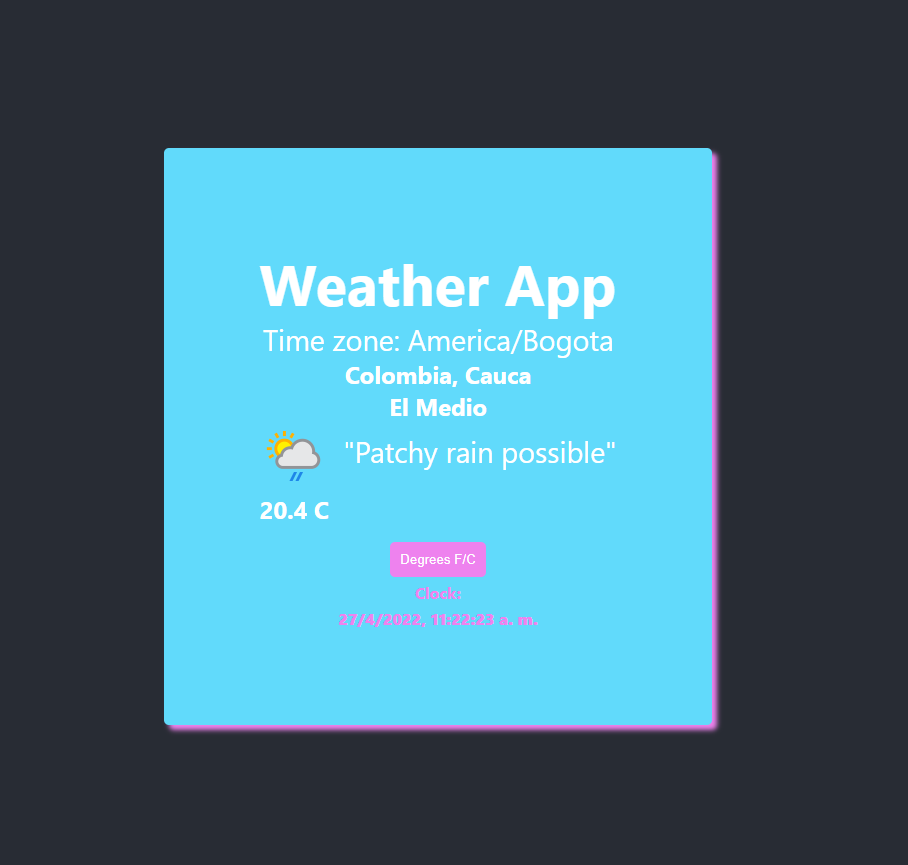 Weather App
Time zone: America/Bogota
Colombia, Cauca
El Medio
"Patchy rain possible"
20.4 C
Degrees F/C
Clock:
27/4/2022, 11:22:23 a. m.